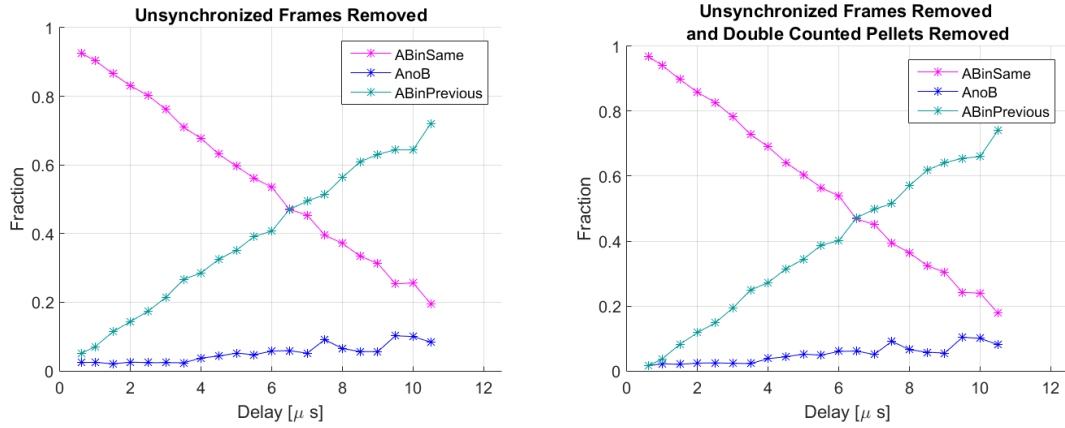 Unsynchronized Frames Removed
1
0.8
0.6
0.4
0.2
0
Fraction
0 2 4 6 8 10 12
Delay [μ s]
ABinSame
AnoB
ABinPrevious
Unsynchronized Frames Removed
and Double Counted Pellets Removed
1
0.8
0.6
0.4
0.2
0
Fraction
0 2 4 6 8 10 12
Delay [μ s]
ABinSame
AnoB
ABinPrevious